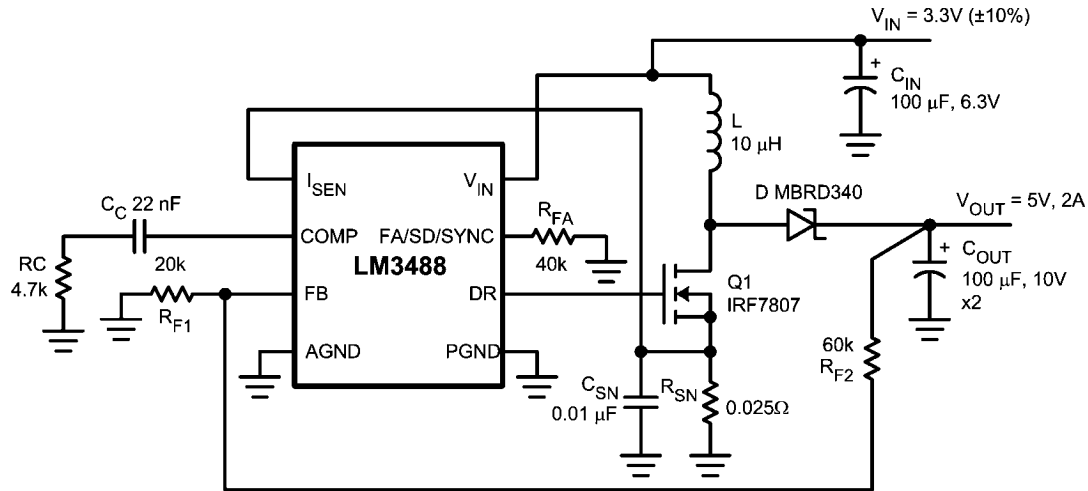 VIN = 3.3V (±10%)
+
CIN
100 μF, 6.3V
L
10 μH
ISEN
VIN
D MBRD340
VOUT = 5V, 2A
CC 22 nF
RFA
COMP
FA/SD/SYNC
+
COUT
RC
4.7k
20k
LM3488
40k
100 μF, 10V
x2
FB
DR
Q1
IRF7807
RF1
60k
RF2
AGND
PGND
CSN
0.01 μF
RSN
0.025Ω